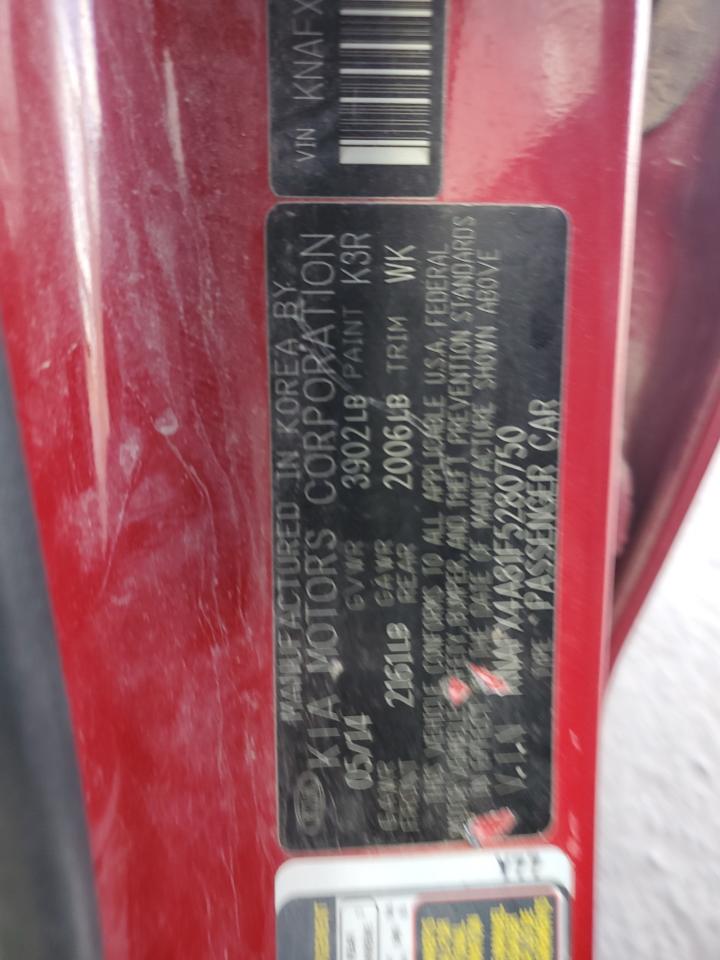 VIN KNAFX
MANUFACTURED IN KOREA BY
KIA MOTORS CORPORATION
05/14 GVWR 3902LB PAINT K3R
GAWR FRONT 2161LB GAWR REAR 2006LB TRIM WK
THIS VEHICLE CONFORMS TO ALL APPLICABLE U.S.A. FEDERAL
MOTOR VEHICLE SAFETY, BUMPER, AND THEFT PREVENTION STANDARDS
IN EFFECT ON THE DATE OF MANUFACTURE SHOWN ABOVE
V.I.N KNAFX4A81F5280750
TYPE : PASSENGER CAR